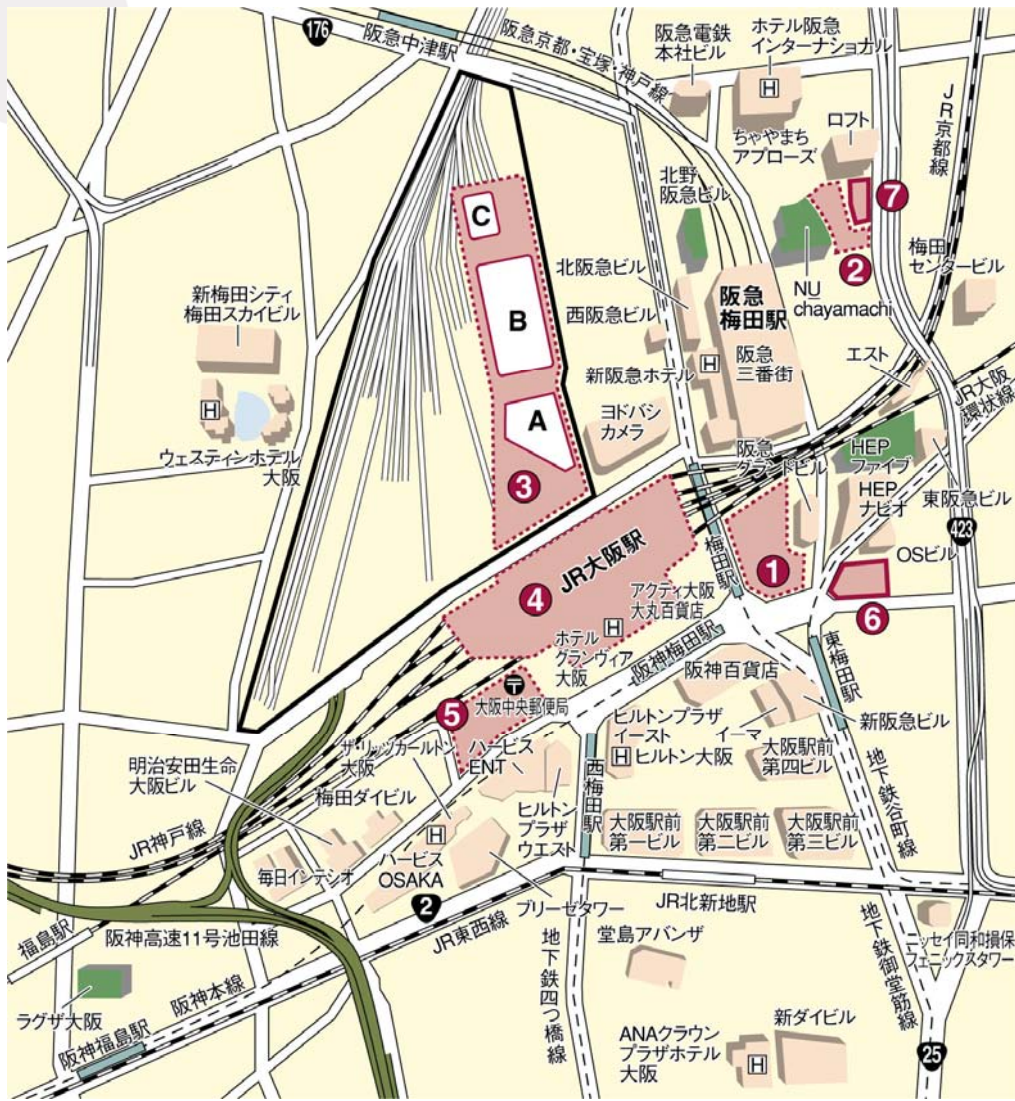 176
阪急中津駅
阪急京都・宝塚・神戸線
阪急電鉄
本社ビル
ホテル阪急
インターナショナル
H
JR京都線
ロフト
ちゃやまち
アプローズ
北野
阪急ビル
7
C
2
梅田
センタービル
北阪急ビル
NU
chayamachi
阪急
梅田駅
新梅田シティ
梅田スカイビル
B
西阪急ビル
エスト
阪急
三番街
新阪急ホテル
H
JR大阪
環状線
H
ヨドバシ
カメラ
A
ウェスティンホテル
大阪
阪急
グランドビル
HEP
ファイブ
3
HEP
ナビオ
東阪急ビル
423
梅田駅
OSビル
JR大阪駅
1
4
アクティ大阪
大丸百貨店
6
H
ホテル
グランヴィア
大阪
阪神梅田駅
東梅田駅
阪神百貨店
〒
大阪中央郵便局
5
新阪急ビル
イーマ
ヒルトンプラザ
イースト
H
ヒルトン大阪
ザ・リッツカールトン
大阪
ハービス
ENT
明治安田生命
大阪ビル
大阪駅前
第四ビル
西梅田駅
梅田ダイビル
ヒルトン
プラザ
ウエスト
地下鉄谷町線
JR神戸線
H
大阪駅前
第一ビル
大阪駅前
第二ビル
大阪駅前
第三ビル
毎日インテシオ
ハービス
OSAKA
2
ブリーゼタワー
JR北新地駅
福島駅
阪神高速11号池田線
JR東西線
堂島アバンザ
ニッセイ同和損保
フェニックスタワー
地下鉄四つ橋線
地下鉄御堂筋線
阪神本線
ラグザ大阪
阪神福島駅
ANAクラウン
プラザホテル
大阪
H
新ダイビル
25